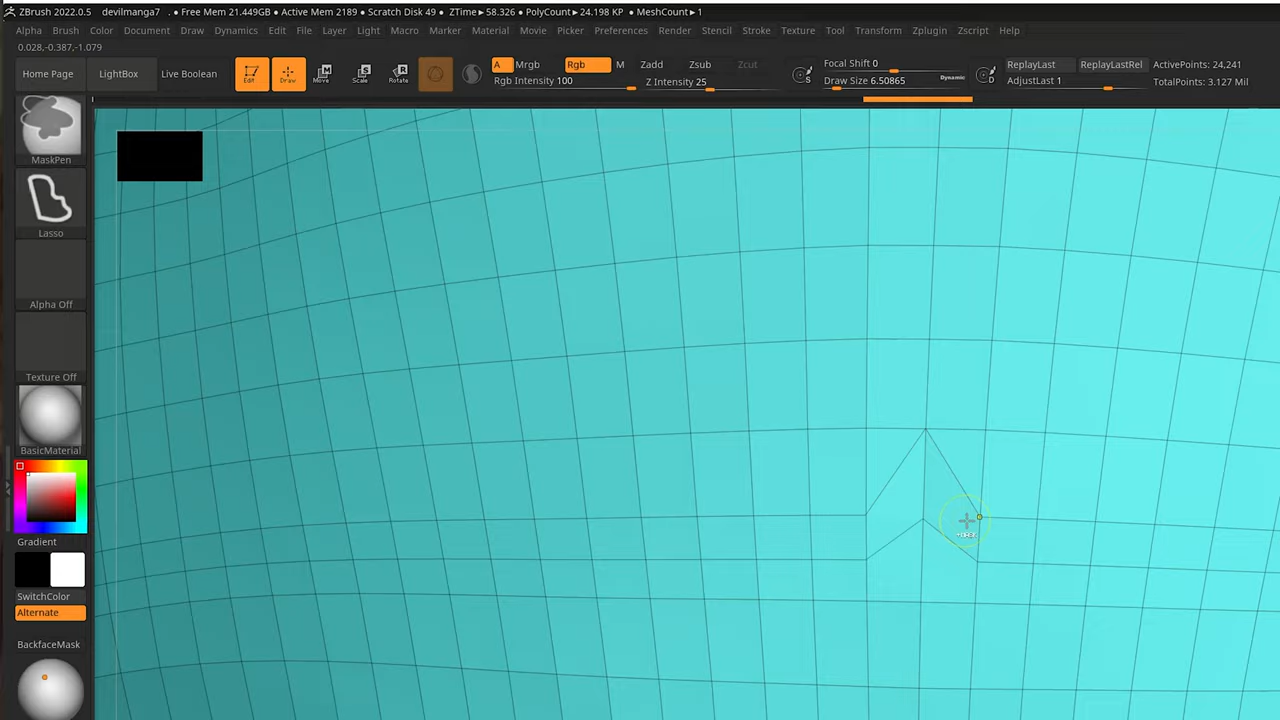 ZBrush 2022.0.5 devilmanga7 . ● Free Mem 21.449GB ● Active Mem 2189 ● Scratch Disk 49 ● ZTime▸58.326 ● PolyCount▸24.198 KP ● MeshCount▸1
Alpha Brush Color Document Draw Dynamics Edit File Layer Light Macro Marker Material Movie Picker Preferences Render Stencil Stroke Texture Tool Transform Zplugin Zscript Help
0.028,-0.387,-1.079
Home Page LightBox Live Boolean Edit Draw Move Scale Rotate
A Mrgb Rgb M Zadd Zsub Zcut
Rgb Intensity 100 Z Intensity 25
Focal Shift 0
Draw Size 6.50865 Dynamic
ReplayLast ReplayLastRel
AdjustLast 1
ActivePoints: 24,241
TotalPoints: 3.127 Mil
MaskPen
Lasso
Alpha Off
Texture Off
BasicMaterial
Gradient
SwitchColor
Alternate
BackfaceMask